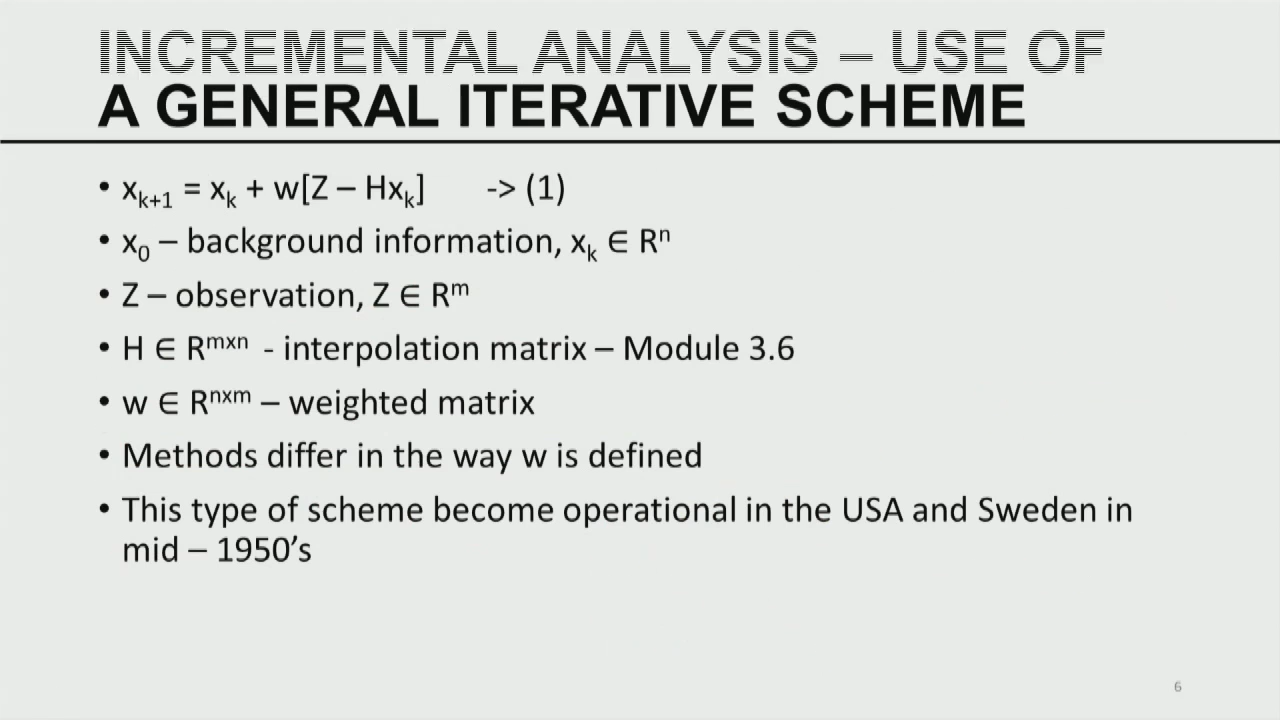 INCREMENTAL ANALYSIS – USE OF
A GENERAL ITERATIVE SCHEME
• xₖ₊₁ = xₖ + w[Z – Hxₖ] -> (1)
• x₀ – background information, xₖ ∈ Rⁿ
• Z – observation, Z ∈ Rᵐ
• H ∈ Rᵐˣⁿ - interpolation matrix – Module 3.6
• w ∈ Rⁿˣᵐ – weighted matrix
• Methods differ in the way w is defined
• This type of scheme become operational in the USA and Sweden in
mid – 1950’s
6